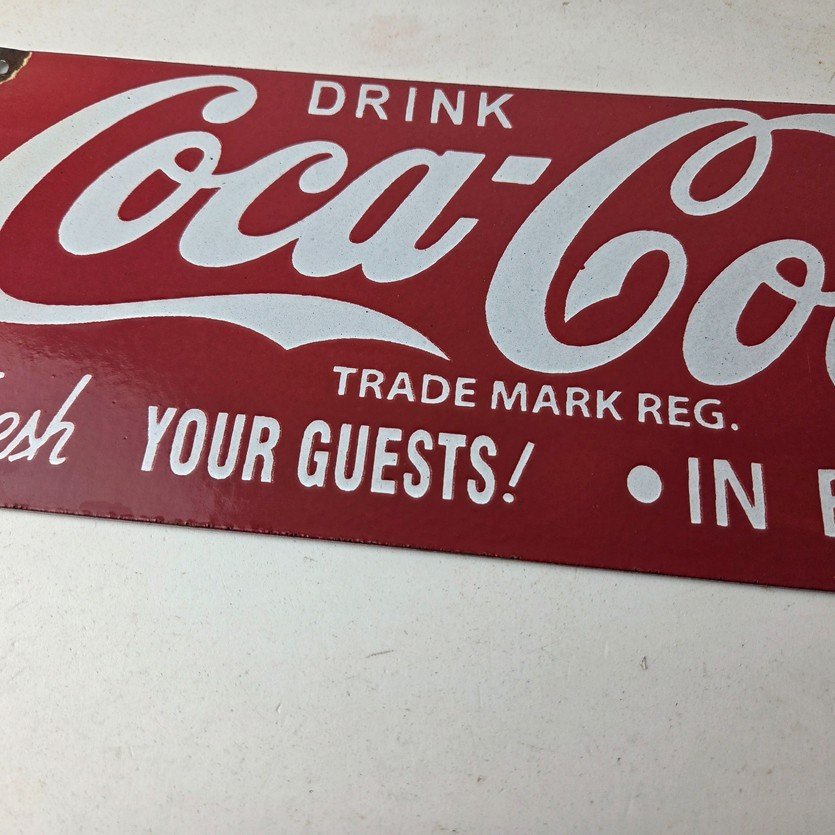 DRINK
Coca-Co
TRADE MARK REG.
esh YOUR GUESTS! • IN